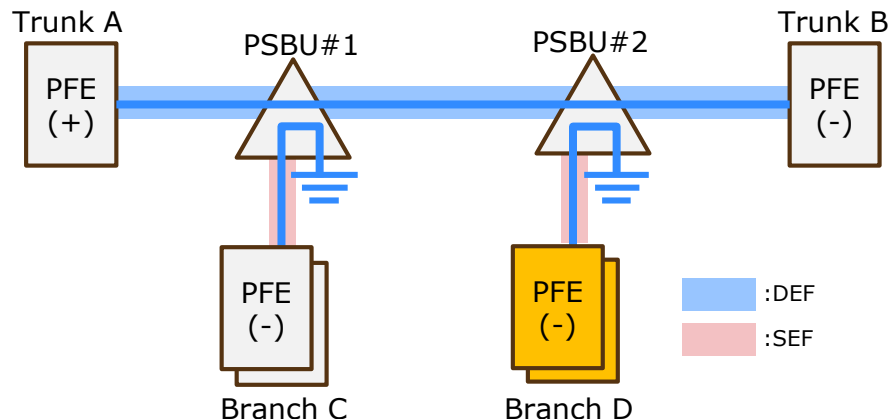 Trunk A
PSBU#1
PSBU#2
Trunk B
PFE
(+)
PFE
(-)
PFE
(-)
PFE
(-)
:DEF
:SEF
Branch C
Branch D